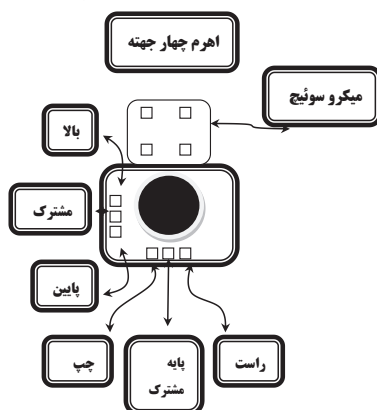 اهرم چهار جهته
میکرو سوئیچ
بالا
مشترک
پایین
راست
پایه
مشترک
چپ